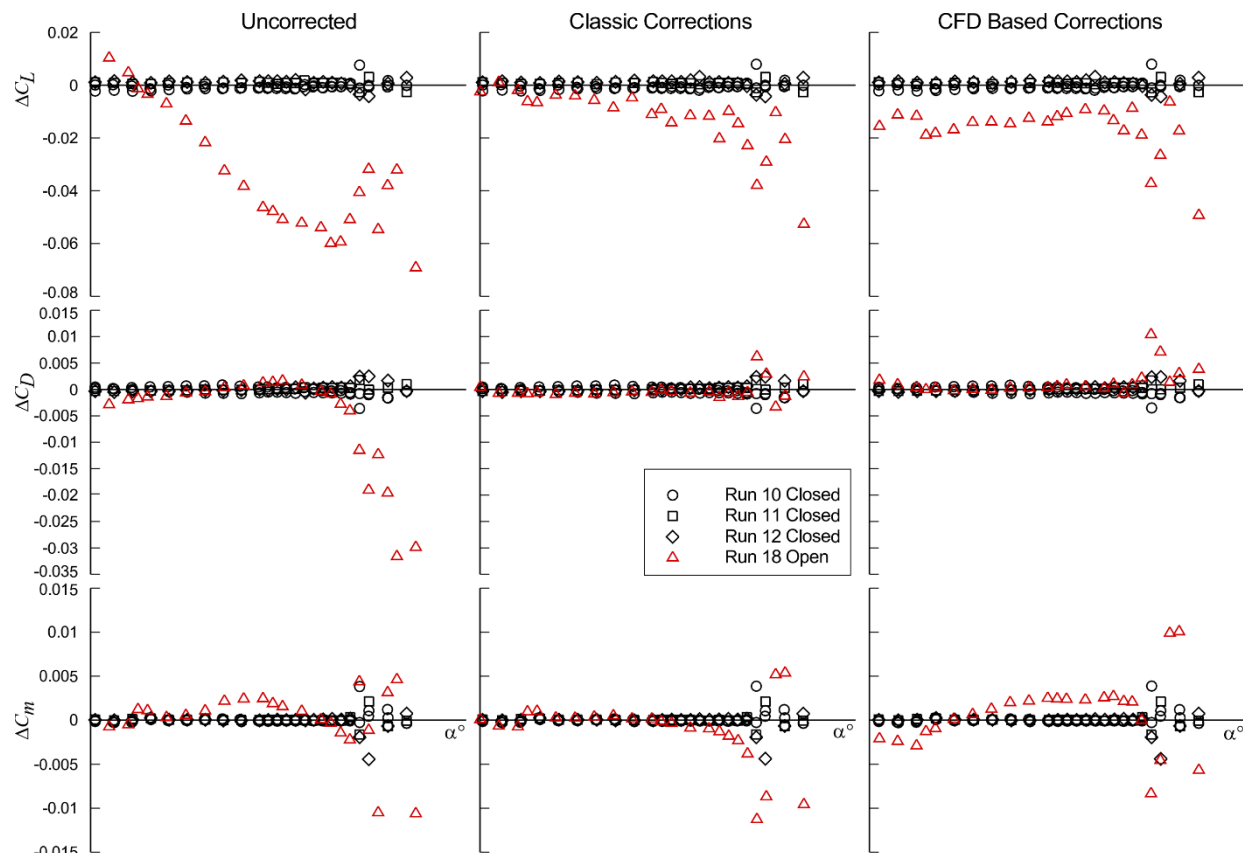 Uncorrected
Classic Corrections
CFD Based Corrections
0.02
0
-0.02
-0.04
-0.06
-0.08
ΔC_L
0.015
0.01
0.005
0
-0.005
-0.01
-0.015
-0.02
-0.025
-0.03
-0.035
ΔC_D
Run 10 Closed
Run 11 Closed
Run 12 Closed
Run 18 Open
0.015
0.01
0.005
0
-0.005
-0.01
-0.015
ΔC_m
α°
α°
α°